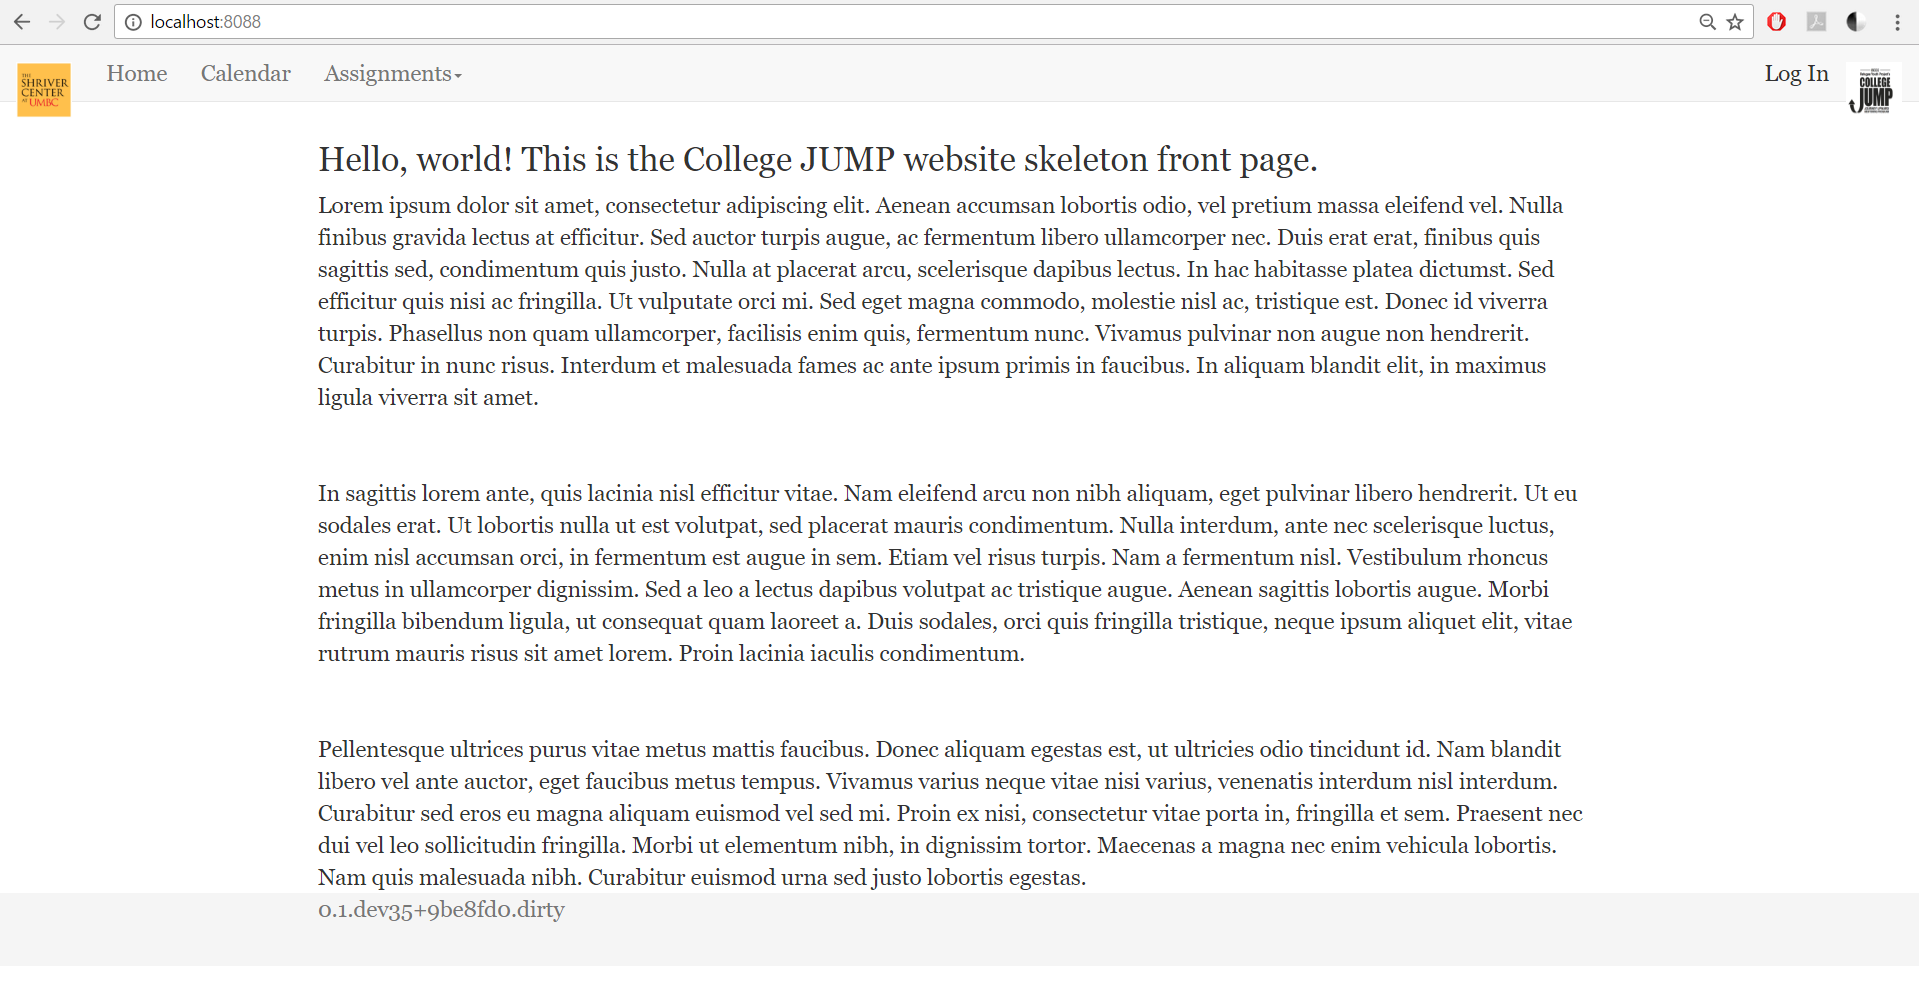 localhost:8088
THE
SHRIVER
CENTER
AT UMBC
Home Calendar Assignments
Log In
COLLEGE
JUMP
Hello, world! This is the College JUMP website skeleton front page.
Lorem ipsum dolor sit amet, consectetur adipiscing elit. Aenean accumsan lobortis odio, vel pretium massa eleifend vel. Nulla
finibus gravida lectus at efficitur. Sed auctor turpis augue, ac fermentum libero ullamcorper nec. Duis erat erat, finibus quis
sagittis sed, condimentum quis justo. Nulla at placerat arcu, scelerisque dapibus lectus. In hac habitasse platea dictumst. Sed
efficitur quis nisi ac fringilla. Ut vulputate orci mi. Sed eget magna commodo, molestie nisl ac, tristique est. Donec id viverra
turpis. Phasellus non quam ullamcorper, facilisis enim quis, fermentum nunc. Vivamus pulvinar non augue non hendrerit.
Curabitur in nunc risus. Interdum et malesuada fames ac ante ipsum primis in faucibus. In aliquam blandit elit, in maximus
ligula viverra sit amet.
In sagittis lorem ante, quis lacinia nisl efficitur vitae. Nam eleifend arcu non nibh aliquam, eget pulvinar libero hendrerit. Ut eu
sodales erat. Ut lobortis nulla ut est volutpat, sed placerat mauris condimentum. Nulla interdum, ante nec scelerisque luctus,
enim nisl accumsan orci, in fermentum est augue in sem. Etiam vel risus turpis. Nam a fermentum nisl. Vestibulum rhoncus
metus in ullamcorper dignissim. Sed a leo a lectus dapibus volutpat ac tristique augue. Aenean sagittis lobortis augue. Morbi
fringilla bibendum ligula, ut consequat quam laoreet a. Duis sodales, orci quis fringilla tristique, neque ipsum aliquet elit, vitae
rutrum mauris risus sit amet lorem. Proin lacinia iaculis condimentum.
Pellentesque ultrices purus vitae metus mattis faucibus. Donec aliquam egestas est, ut ultricies odio tincidunt id. Nam blandit
libero vel ante auctor, eget faucibus metus tempus. Vivamus varius neque vitae nisi varius, venenatis interdum nisl interdum.
Curabitur sed eros eu magna aliquam euismod vel sed mi. Proin ex nisi, consectetur vitae porta in, fringilla et sem. Praesent nec
dui vel leo sollicitudin fringilla. Morbi ut elementum nibh, in dignissim tortor. Maecenas a magna nec enim vehicula lobortis.
Nam quis malesuada nibh. Curabitur euismod urna sed justo lobortis egestas.
0.1.dev35+9be8fd0.dirty